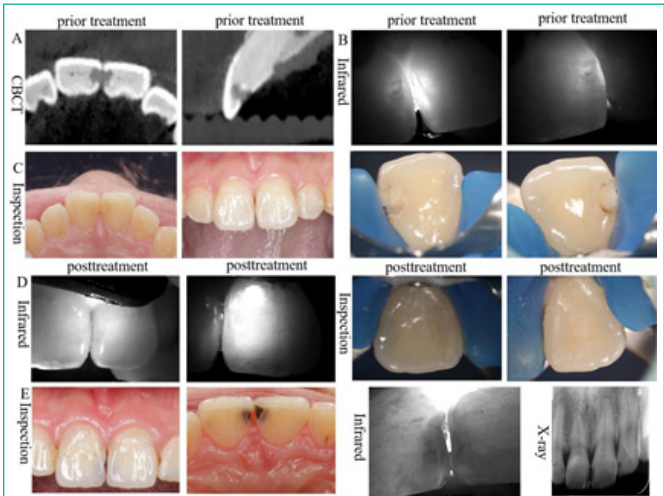 prior treatment
prior treatment
prior treatment
prior treatment
A
CBCT
B
Infrared
C
Inspection
posttreatment
posttreatment
posttreatment
posttreatment
D
Infrared
Inspection
E
Inspection
Infrared
X-ray